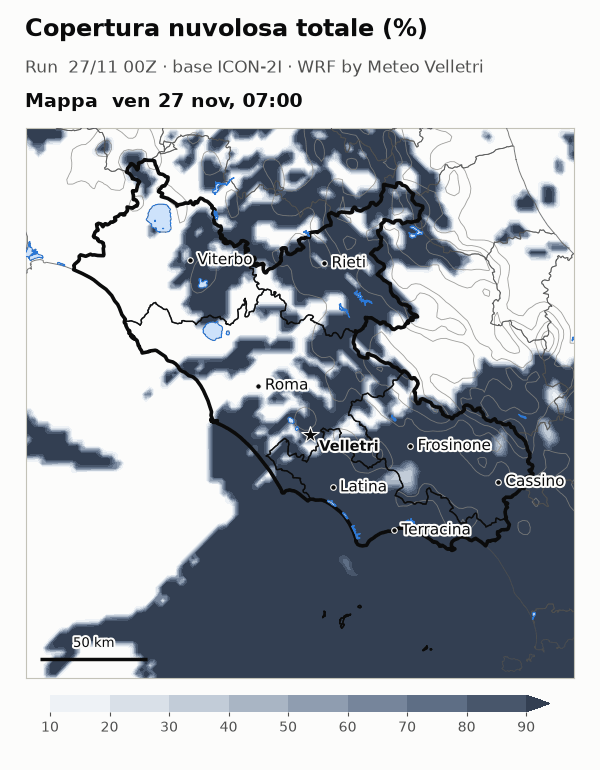 Copertura nuvolosa totale (%)
Run  27/11 00Z · base ICON-2I · WRF by Meteo Velletri
Mappa  ven 27 nov, 07:00
Viterbo
Rieti
Roma
Velletri
Frosinone
Latina
Cassino
Terracina
50 km
10 20 30 40 50 60 70 80 90